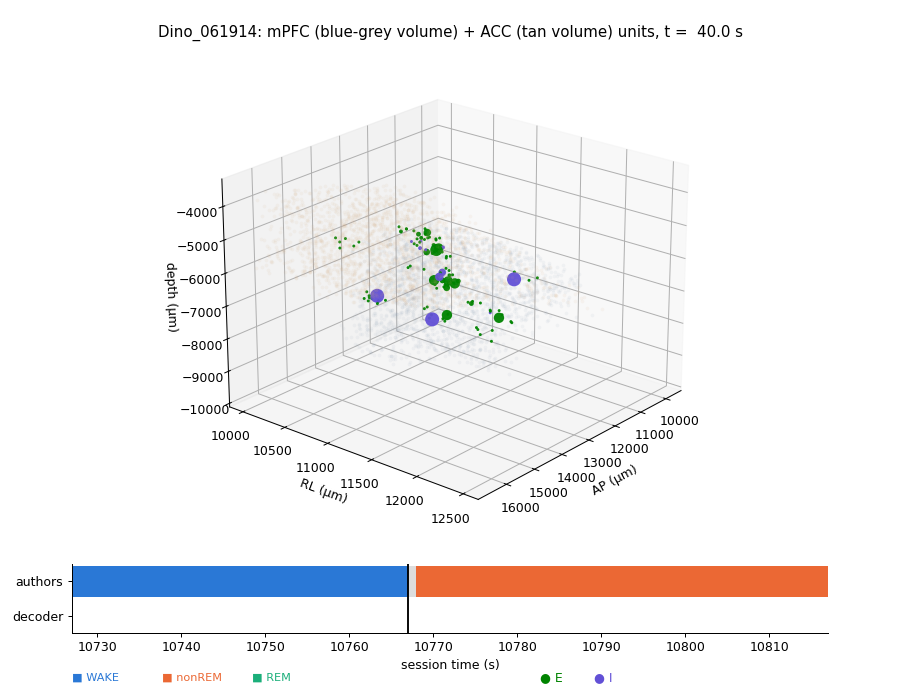 Dino_061914: mPFC (blue-grey volume) + ACC (tan volume) units, t =  40.0 s
−4000
−5000
−6000
−7000
−8000
−9000
−10000
depth (μm)
10000
10500
11000
11500
12000
12500
RL (μm)
10000
11000
12000
13000
14000
15000
16000
AP (μm)
authors
decoder
10730 10740 10750 10760 10770 10780 10790 10800 10810
session time (s)
WAKE nonREM REM E I